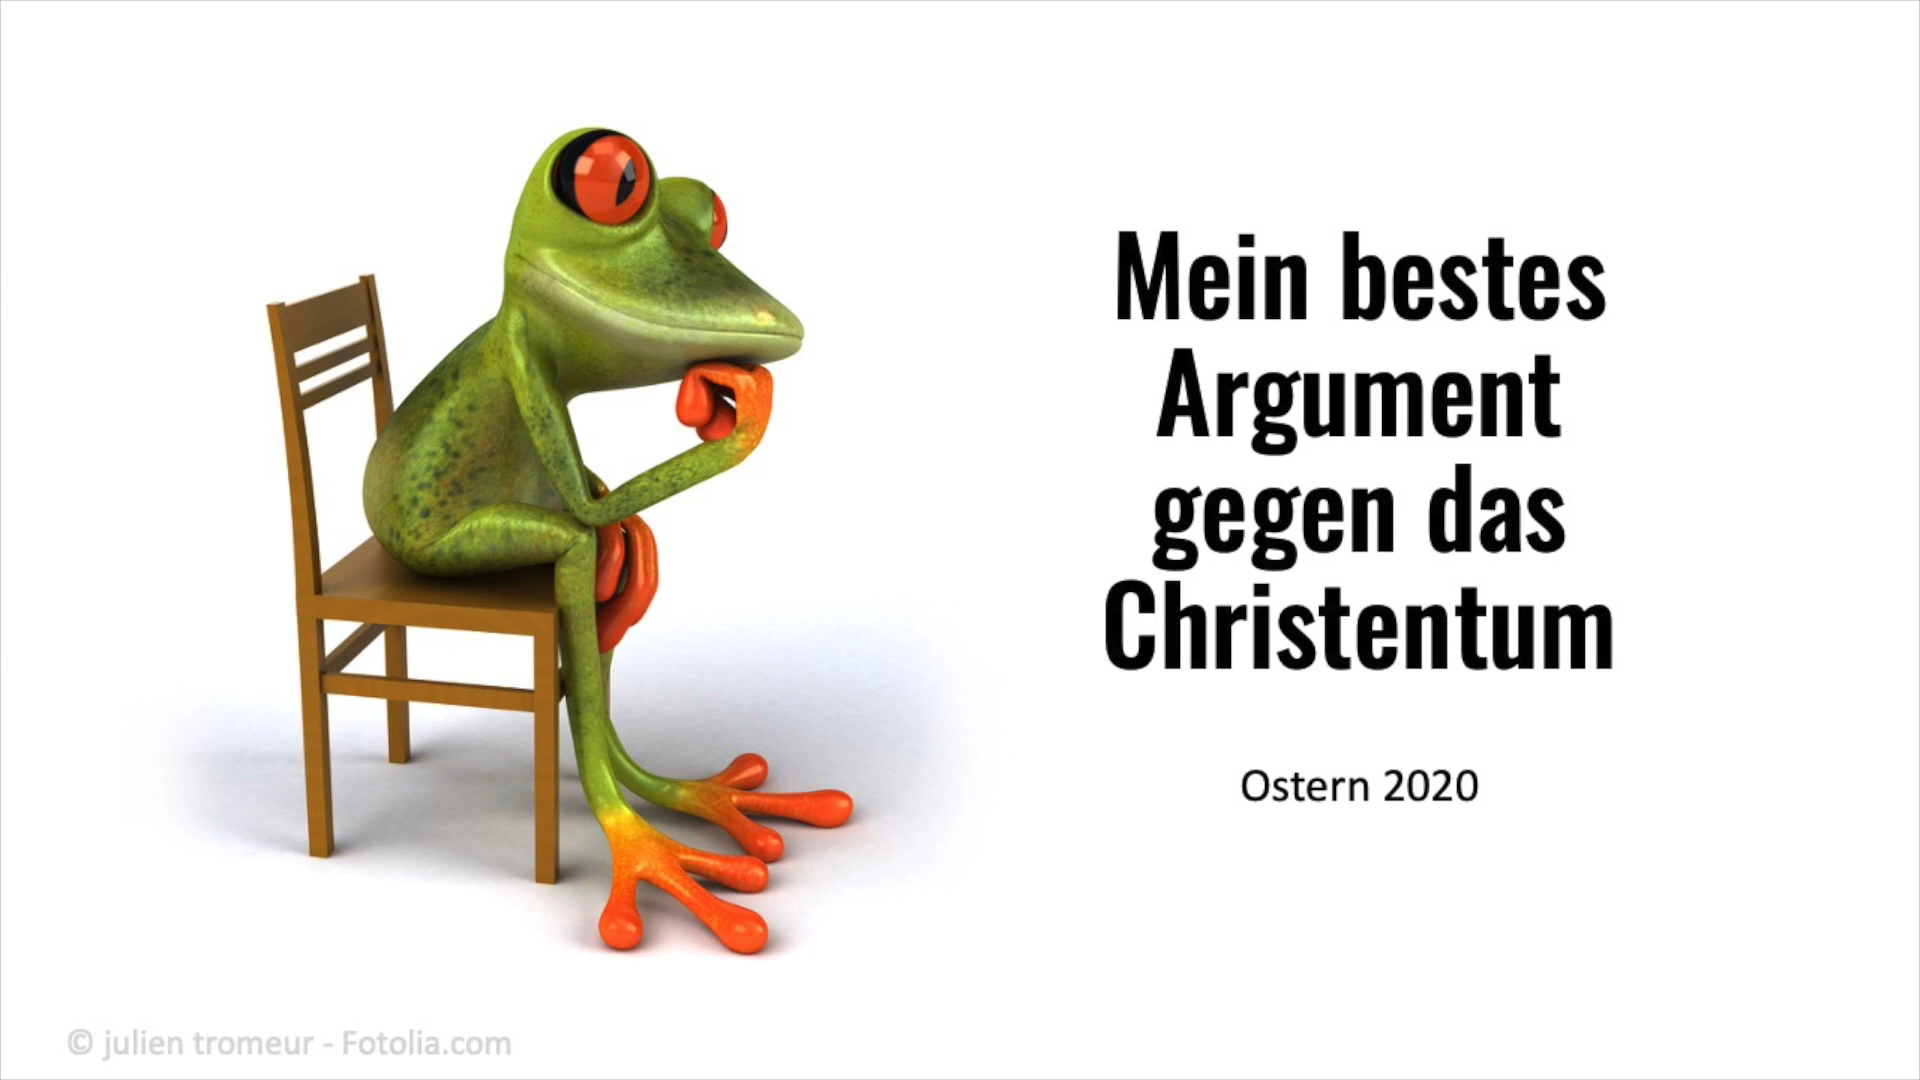 Mein bestes
Argument
gegen das
Christentum
Ostern 2020
© julien tromeur - Fotolia.com